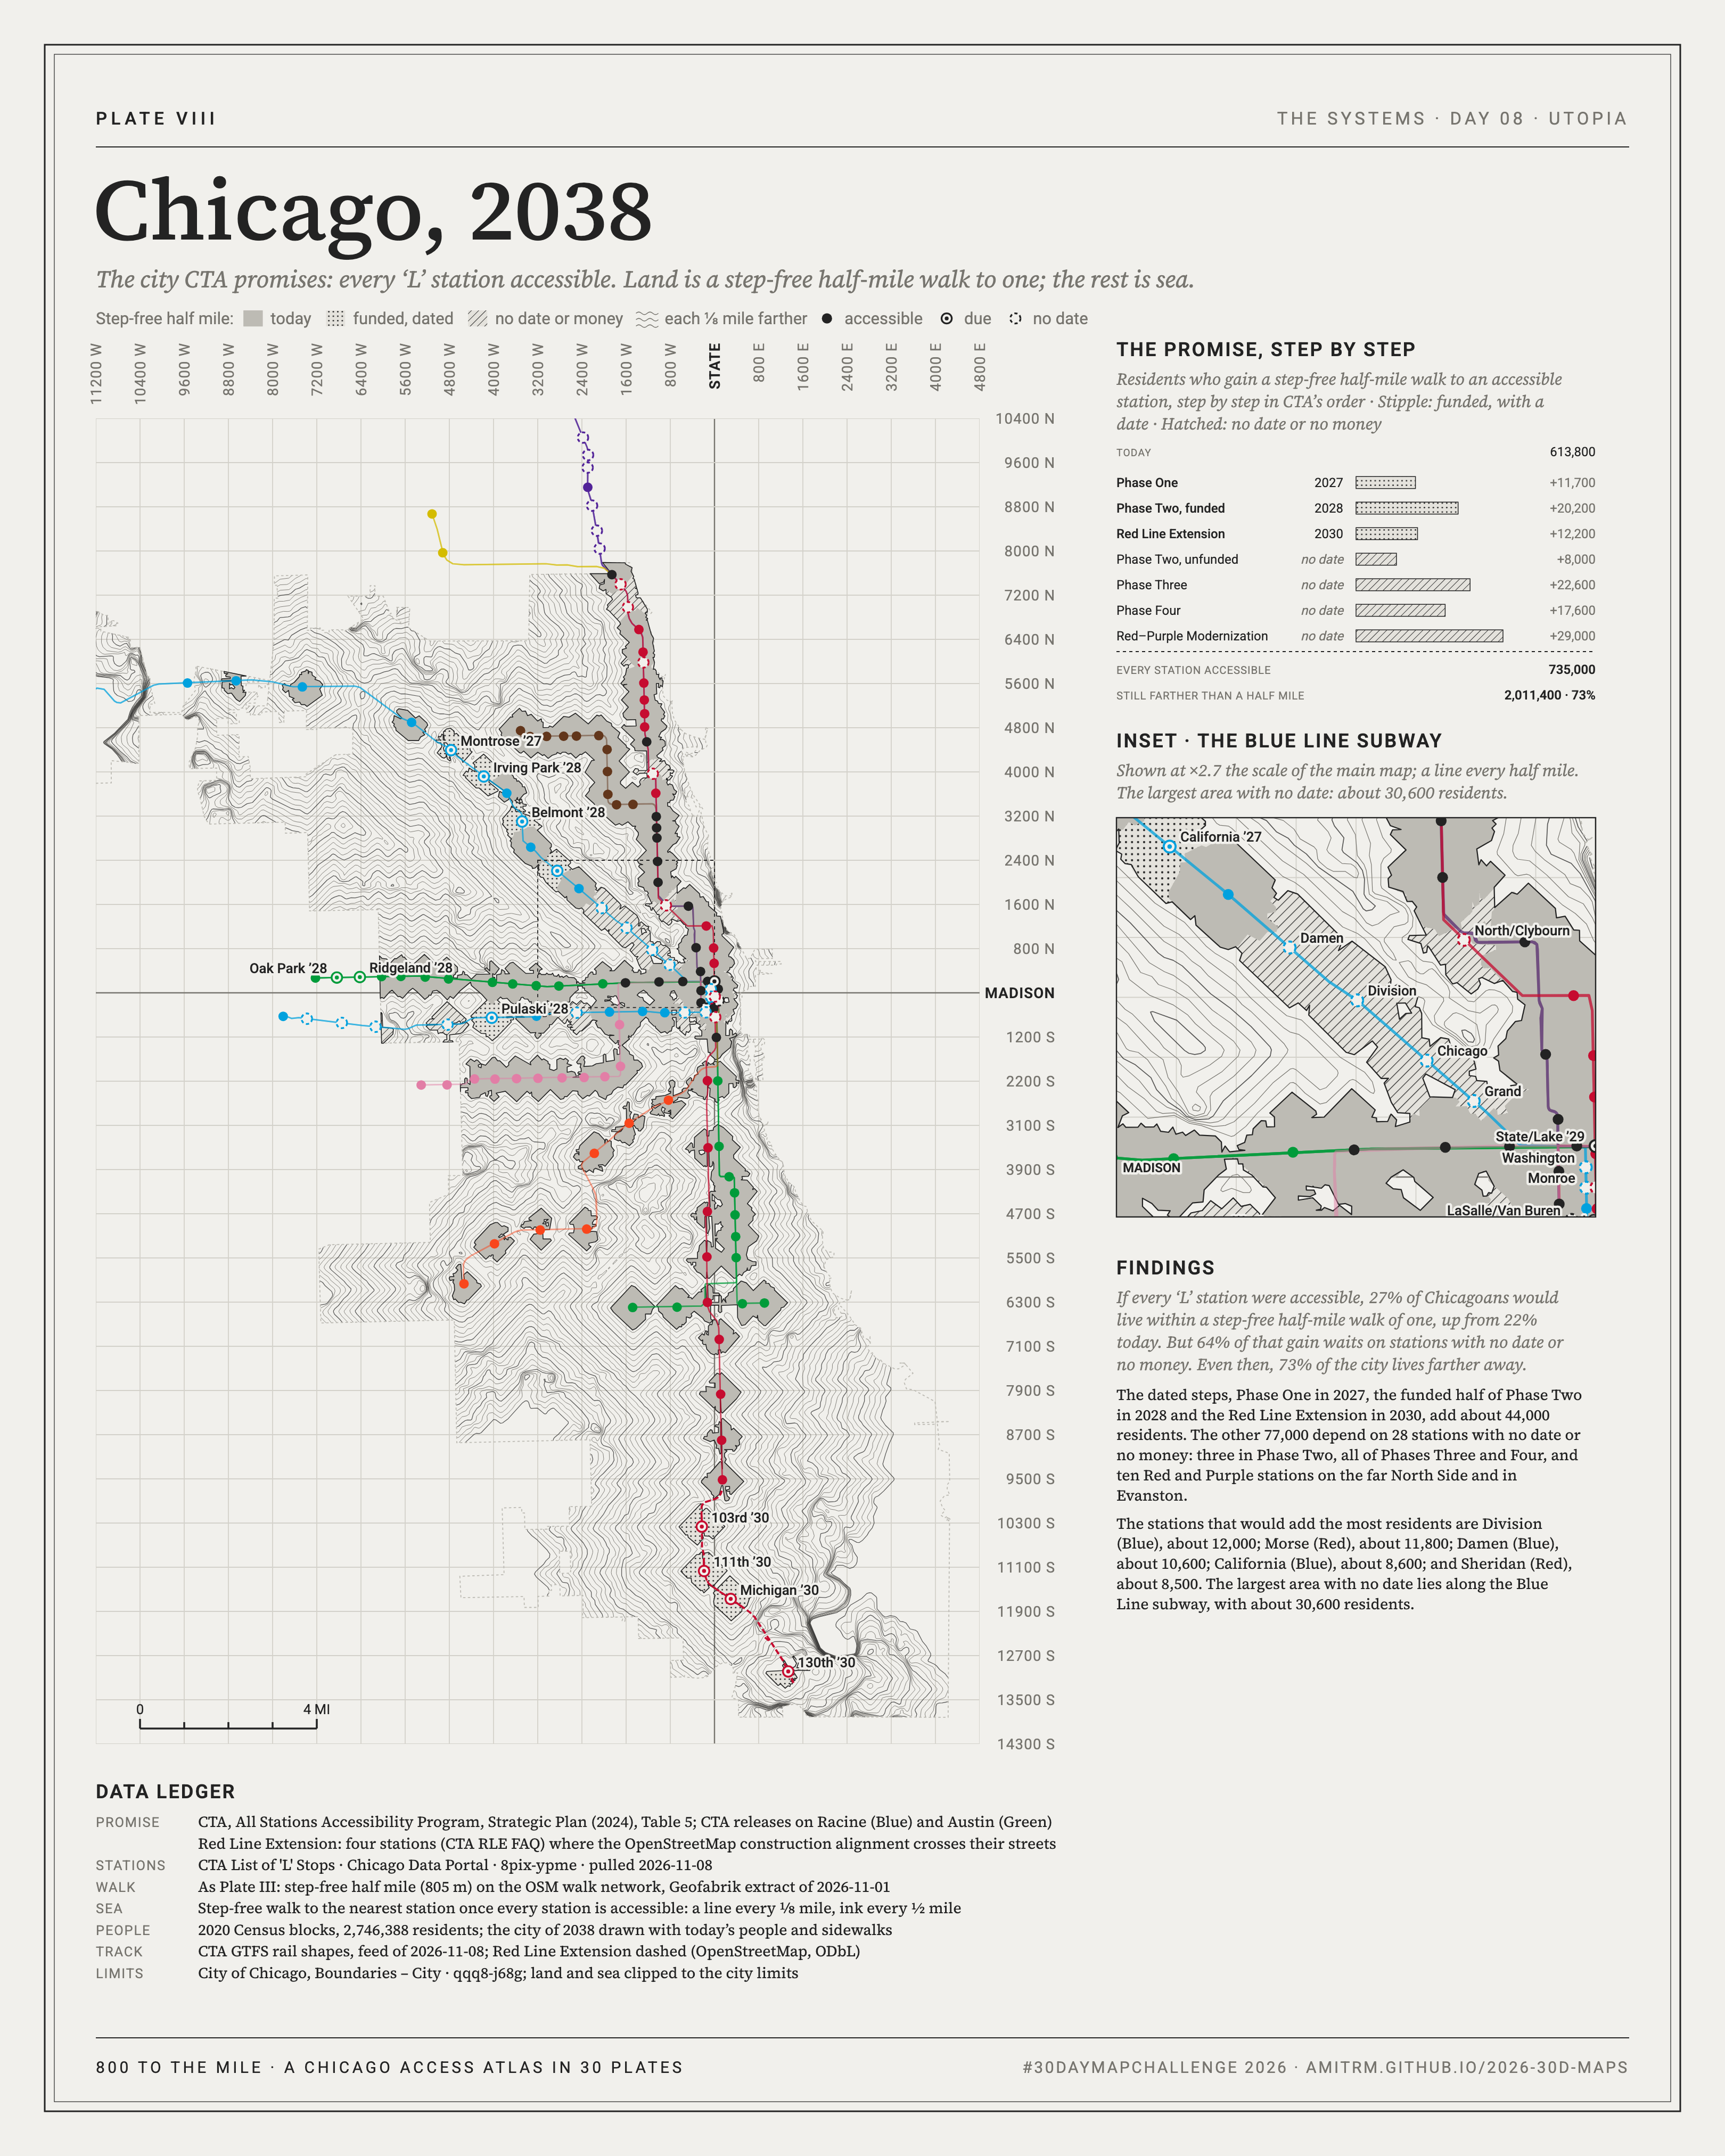 PLATE VIII
THE SYSTEMS · DAY 08 · UTOPIA
Chicago, 2038
The city CTA promises: every ‘L’ station accessible. Land is a step-free half-mile walk to one; the rest is sea.
Step-free half mile: today funded, dated no date or money each ⅛ mile farther accessible due no date
11200 W 10400 W 9600 W 8800 W 8000 W 7200 W 6400 W 5600 W 4800 W 4000 W 3200 W 2400 W 1600 W 800 W STATE 800 E 1600 E 2400 E 3200 E 4000 E 4800 E
10400 N
9600 N
8800 N
8000 N
7200 N
6400 N
5600 N
4800 N
4000 N
3200 N
2400 N
1600 N
800 N
MADISON
1200 S
2200 S
3100 S
3900 S
4700 S
5500 S
6300 S
7100 S
7900 S
8700 S
9500 S
10300 S
11100 S
11900 S
12700 S
13500 S
14300 S
Montrose ’27
Irving Park ’28
Belmont ’28
Oak Park ’28
Ridgeland ’28
Pulaski ’28
103rd ’30
111th ’30
Michigan ’30
130th ’30
0 4 MI
THE PROMISE, STEP BY STEP
Residents who gain a step-free half-mile walk to an accessible
station, step by step in CTA’s order · Stipple: funded, with a
date · Hatched: no date or no money
TODAY 613,800
Phase One 2027 +11,700
Phase Two, funded 2028 +20,200
Red Line Extension 2030 +12,200
Phase Two, unfunded no date +8,000
Phase Three no date +22,600
Phase Four no date +17,600
Red–Purple Modernization no date +29,000
EVERY STATION ACCESSIBLE 735,000
STILL FARTHER THAN A HALF MILE 2,011,400 · 73%
INSET · THE BLUE LINE SUBWAY
Shown at ×2.7 the scale of the main map; a line every half mile.
The largest area with no date: about 30,600 residents.
California ’27
North/Clybourn
Damen
Division
Chicago
Grand
State/Lake ’29
Washington
MADISON
Monroe
LaSalle/Van Buren
FINDINGS
If every ‘L’ station were accessible, 27% of Chicagoans would
live within a step-free half-mile walk of one, up from 22%
today. But 64% of that gain waits on stations with no date or
no money. Even then, 73% of the city lives farther away.
The dated steps, Phase One in 2027, the funded half of Phase Two
in 2028 and the Red Line Extension in 2030, add about 44,000
residents. The other 77,000 depend on 28 stations with no date or
no money: three in Phase Two, all of Phases Three and Four, and
ten Red and Purple stations on the far North Side and in
Evanston.
The stations that would add the most residents are Division
(Blue), about 12,000; Morse (Red), about 11,800; Damen (Blue),
about 10,600; California (Blue), about 8,600; and Sheridan (Red),
about 8,500. The largest area with no date lies along the Blue
Line subway, with about 30,600 residents.
DATA LEDGER
PROMISE CTA, All Stations Accessibility Program, Strategic Plan (2024), Table 5; CTA releases on Racine (Blue) and Austin (Green)
Red Line Extension: four stations (CTA RLE FAQ) where the OpenStreetMap construction alignment crosses their streets
STATIONS CTA List of 'L' Stops · Chicago Data Portal · 8pix-ypme · pulled 2026-11-08
WALK As Plate III: step-free half mile (805 m) on the OSM walk network, Geofabrik extract of 2026-11-01
SEA Step-free walk to the nearest station once every station is accessible: a line every ⅛ mile, ink every ½ mile
PEOPLE 2020 Census blocks, 2,746,388 residents; the city of 2038 drawn with today’s people and sidewalks
TRACK CTA GTFS rail shapes, feed of 2026-11-08; Red Line Extension dashed (OpenStreetMap, ODbL)
LIMITS City of Chicago, Boundaries – City · qqq8-j68g; land and sea clipped to the city limits
800 TO THE MILE · A CHICAGO ACCESS ATLAS IN 30 PLATES
#30DAYMAPCHALLENGE 2026 · AMITRM.GITHUB.IO/2026-30D-MAPS